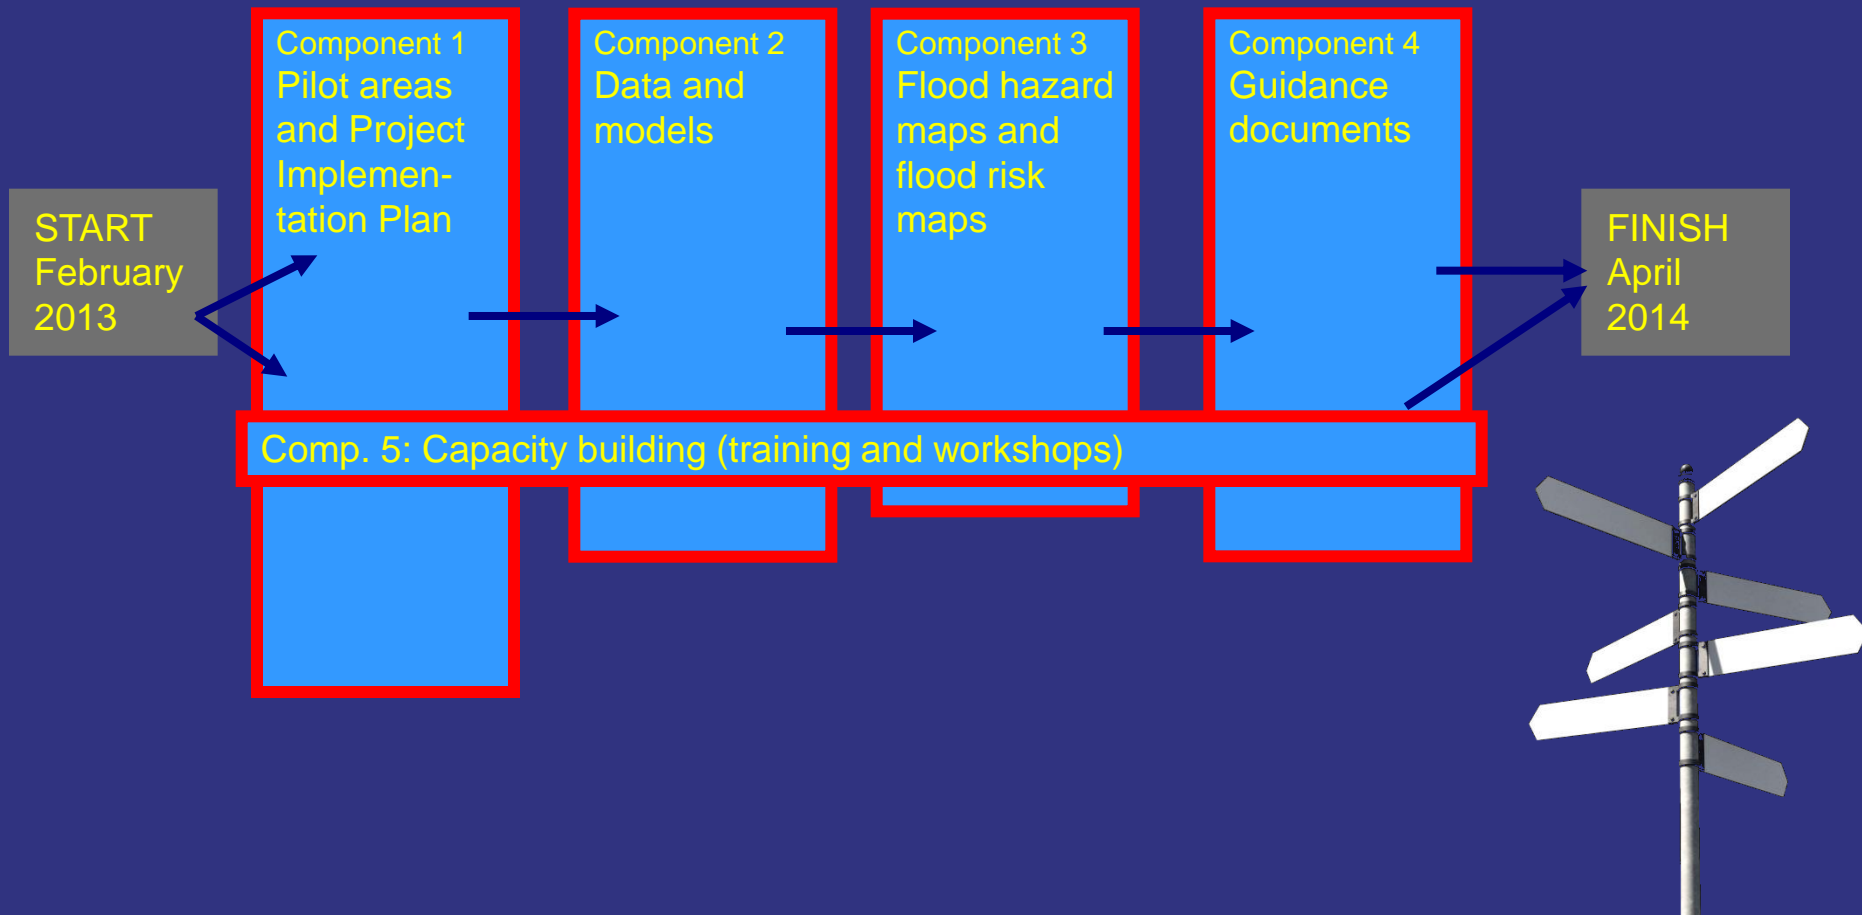 START
February
2013
Component 1
Pilot areas
and Project
Implemen-
tation Plan
Component 2
Data and
models
Component 3
Flood hazard
maps and
flood risk
maps
Component 4
Guidance
documents
FINISH
April
2014
Comp. 5: Capacity building (training and workshops)